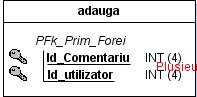 adauga
PFk_Prim_Forei
Id_Comentariu INT (4)
Id_utilizator INT (4)
Plusieu